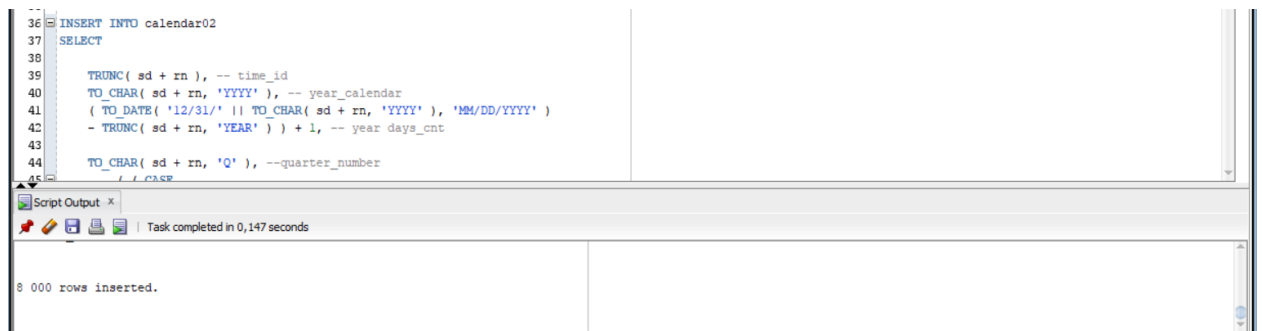 36 INSERT INTO calendar02
37 SELECT
38
39 TRUNC( sd + rn ), -- time_id
40 TO_CHAR( sd + rn, 'YYYY' ), -- year_calendar
41 ( TO_DATE( '12/31/' || TO_CHAR( sd + rn, 'YYYY' ), 'MM/DD/YYYY' )
42 - TRUNC( sd + rn, 'YEAR' ) ) + 1, -- year days_cnt
43
44 TO_CHAR( sd + rn, 'Q' ), --quarter_number
45 ( ( CASE
Script Output x
Task completed in 0,147 seconds
8 000 rows inserted.